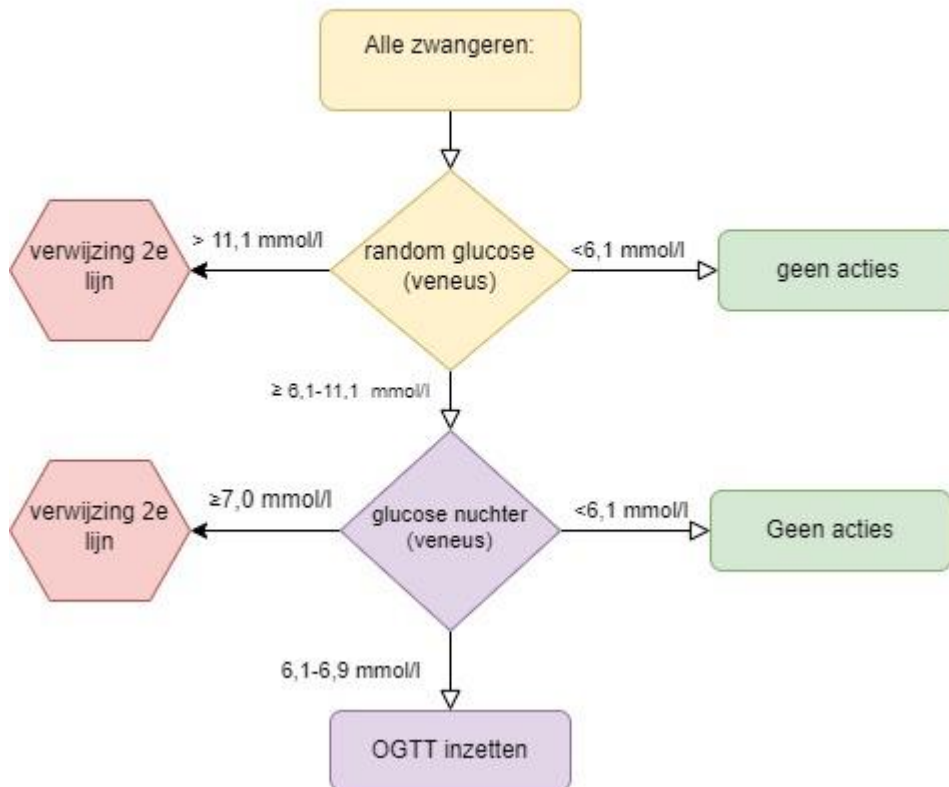 Alle zwangeren:
verwijzing 2e
lijn
> 11,1 mmol/l
random glucose
(veneus)
<6,1 mmol/l
geen acties
≥ 6,1-11,1 mmol/l
verwijzing 2e
lijn
≥7,0 mmol/l
glucose nuchter
(veneus)
<6,1 mmol/l
Geen acties
6,1-6,9 mmol/l
OGTT inzetten